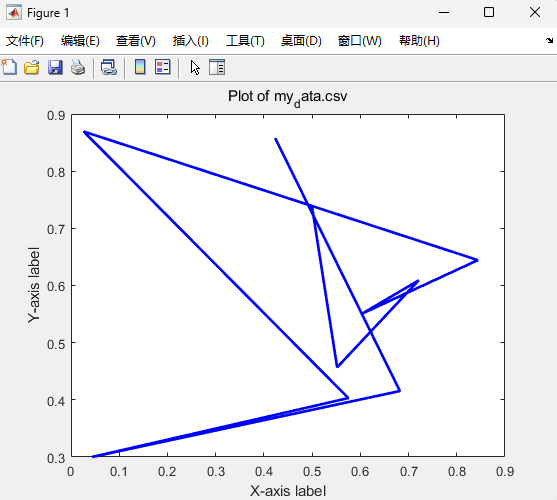 Figure 1
文件(F) 编辑(E) 查看(V) 插入(I) 工具(T) 桌面(D) 窗口(W) 帮助(H)
Plot of my_data.csv
0.9
0.8
0.7
0.6
0.5
0.4
0.3
Y-axis label
0 0.1 0.2 0.3 0.4 0.5 0.6 0.7 0.8 0.9
X-axis label